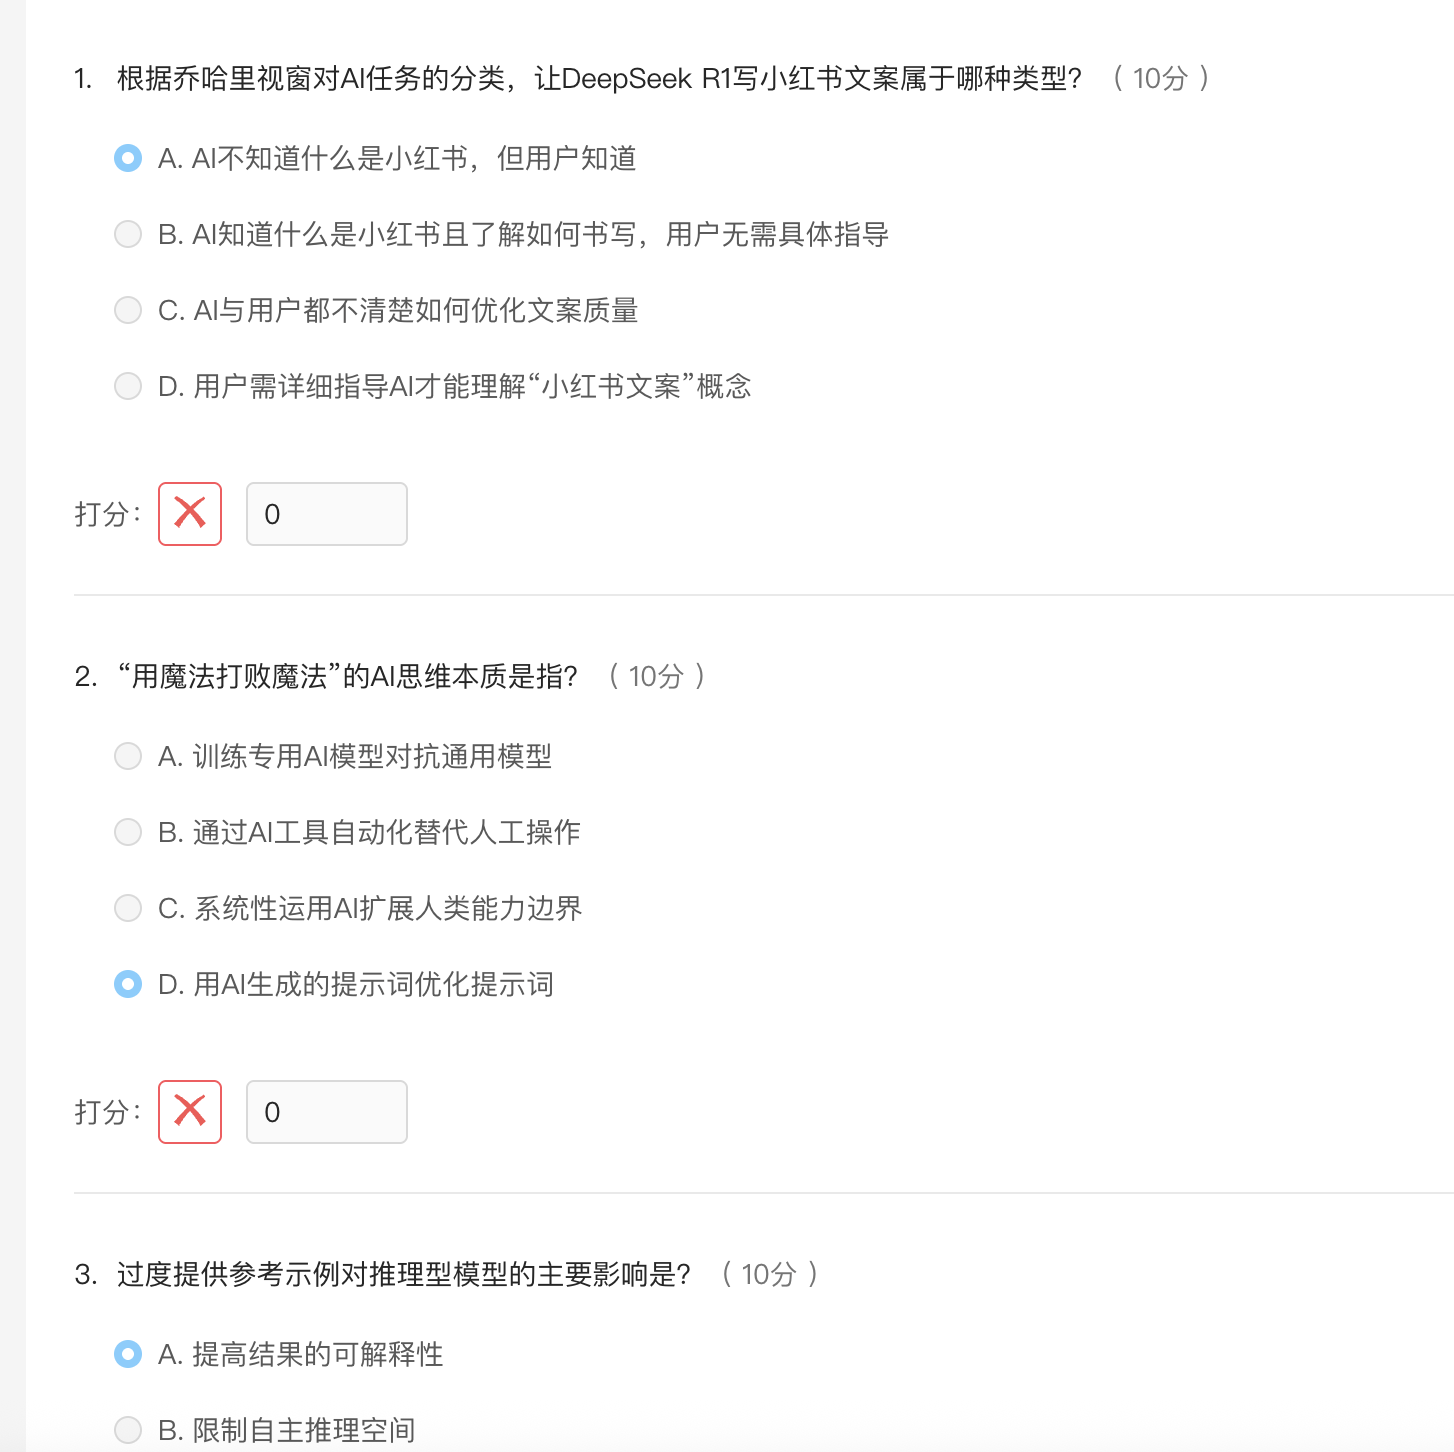 1. 根据乔哈里视窗对AI任务的分类，让DeepSeek R1写小红书文案属于哪种类型? （ 10分 ）
A. AI不知道什么是小红书，但用户知道
B. AI知道什么是小红书且了解如何书写，用户无需具体指导
C. AI与用户都不清楚如何优化文案质量
D. 用户需详细指导AI才能理解“小红书文案”概念
打分： 0
2. “用魔法打败魔法”的AI思维本质是指? （ 10分 ）
A. 训练专用AI模型对抗通用模型
B. 通过AI工具自动化替代人工操作
C. 系统性运用AI扩展人类能力边界
D. 用AI生成的提示词优化提示词
打分： 0
3. 过度提供参考示例对推理型模型的主要影响是? （ 10分 ）
A. 提高结果的可解释性
B. 限制自主推理空间